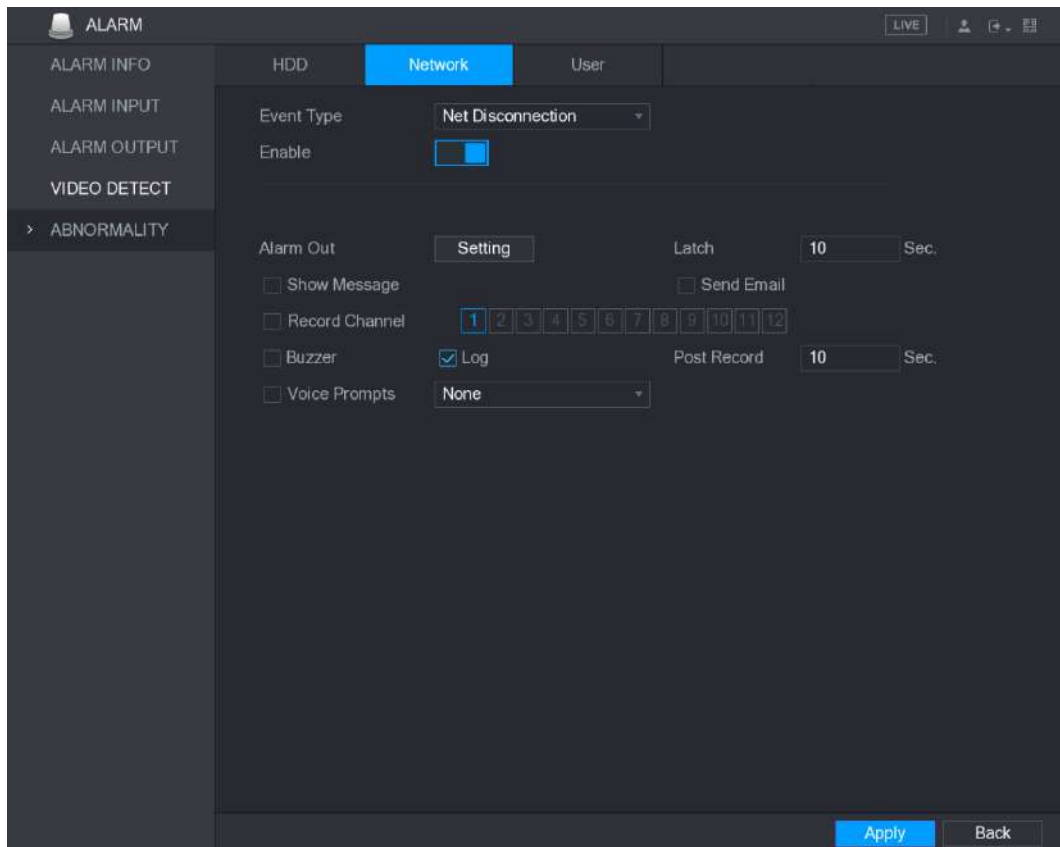 ALARM LIVE
ALARM INFO
ALARM INPUT
ALARM OUTPUT
VIDEO DETECT
> ABNORMALITY
HDD Network User
Event Type Net Disconnection
Enable
Alarm Out Setting Latch 10 Sec.
Show Message Send Email
Record Channel 1 2 3 4 5 6 7 8 9 10 11 12
Buzzer Log Post Record 10 Sec.
Voice Prompts None
Apply Back